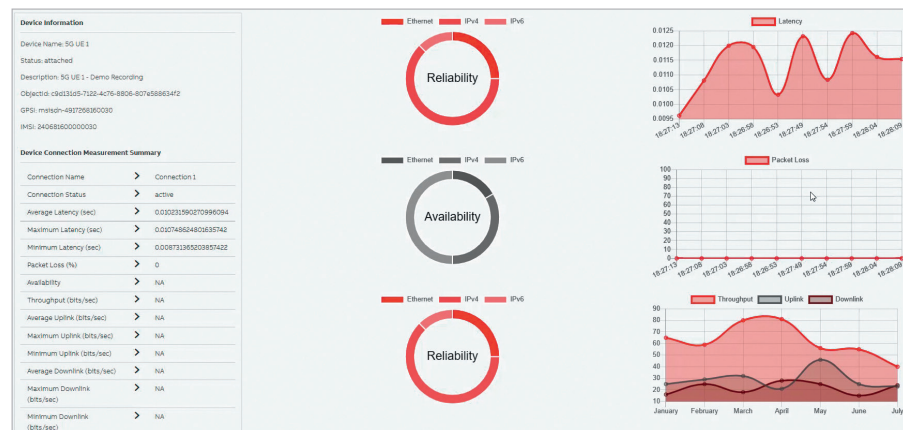 Device Information
Device Name: 5G UE 1
Status: attached
Description: 5G UE 1 - Demo Recording
ObjectId: c9d131d5-7122-4c76-8806-807e588634f2
GPSI: msisdn-4917268160030
IMSI: 240681600000030
Device Connection Measurement Summary
Connection Name > Connection 1
Connection Status > active
Average Latency (sec) > 0.010231590270996094
Maximum Latency (sec) > 0.010748624801635742
Minimum Latency (sec) > 0.008731365203857422
Packet Loss (%) > 0
Availability > NA
Throughput (bits/sec) > NA
Average Uplink (bits/sec) > NA
Maximum Uplink (bits/sec) > NA
Minimum Uplink (bits/sec) > NA
Average Downlink (bits/sec) > NA
Maximum Downlink > NA
(bits/sec)
Minimum Downlink > NA
(bits/sec)
Ethernet IPv4 IPv6
Reliability
Ethernet IPv4 IPv6
Availability
Ethernet IPv4 IPv6
Reliability
Latency
0.0125
0.0120
0.0115
0.0110
0.0105
0.0100
0.0095
18:27:13 18:27:08 18:27:03 18:26:58 18:26:53 18:27:49 18:27:54 18:27:59 18:28:04 18:28:09
Packet Loss
100
90
80
70
60
50
40
30
20
10
0
18:27:13 18:27:08 18:27:03 18:26:58 18:26:53 18:27:49 18:27:54 18:27:59 18:28:04 18:28:09
Throughput Uplink Downlink
90
80
70
60
50
40
30
20
10
January February March April May June July